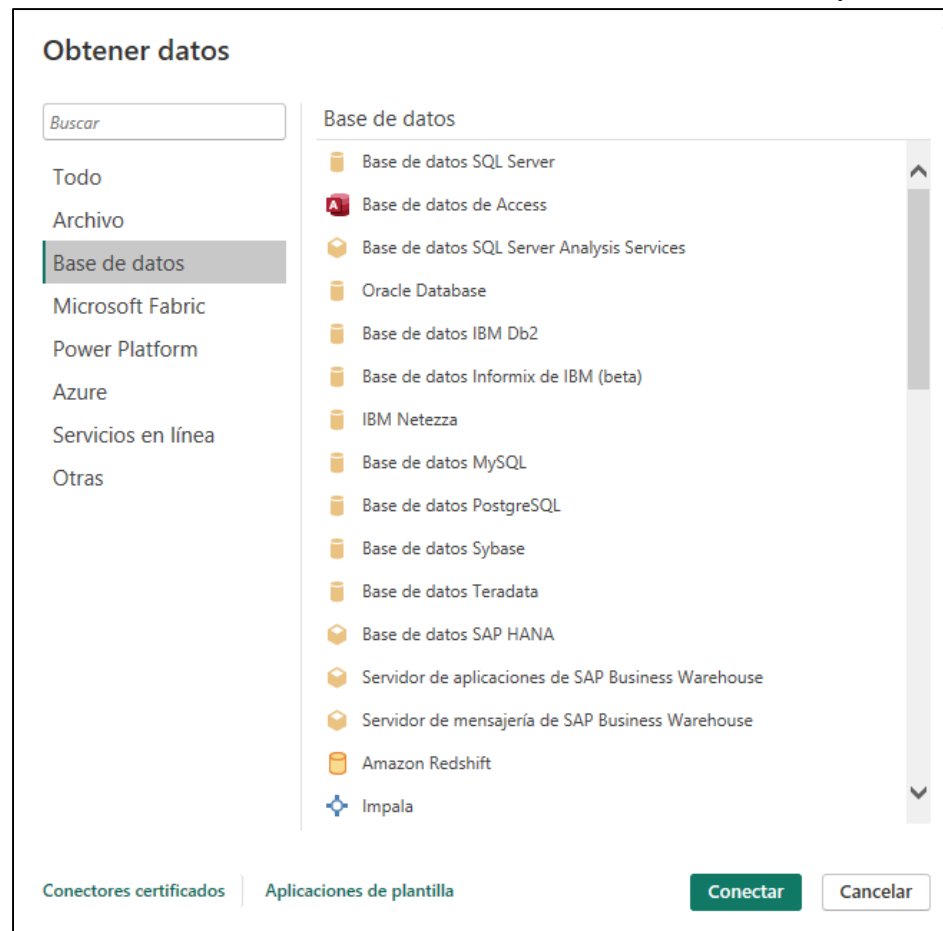 Obtener datos
Buscar
Todo
Archivo
Base de datos
Microsoft Fabric
Power Platform
Azure
Servicios en línea
Otras
Base de datos
Base de datos SQL Server
A
Base de datos de Access
Base de datos SQL Server Analysis Services
Oracle Database
Base de datos IBM Db2
Base de datos Informix de IBM (beta)
IBM Netezza
Base de datos MySQL
Base de datos PostgreSQL
Base de datos Sybase
Base de datos Teradata
Base de datos SAP HANA
Servidor de aplicaciones de SAP Business Warehouse
Servidor de mensajería de SAP Business Warehouse
Amazon Redshift
Impala
Conectores certificados
Aplicaciones de plantilla
Conectar
Cancelar